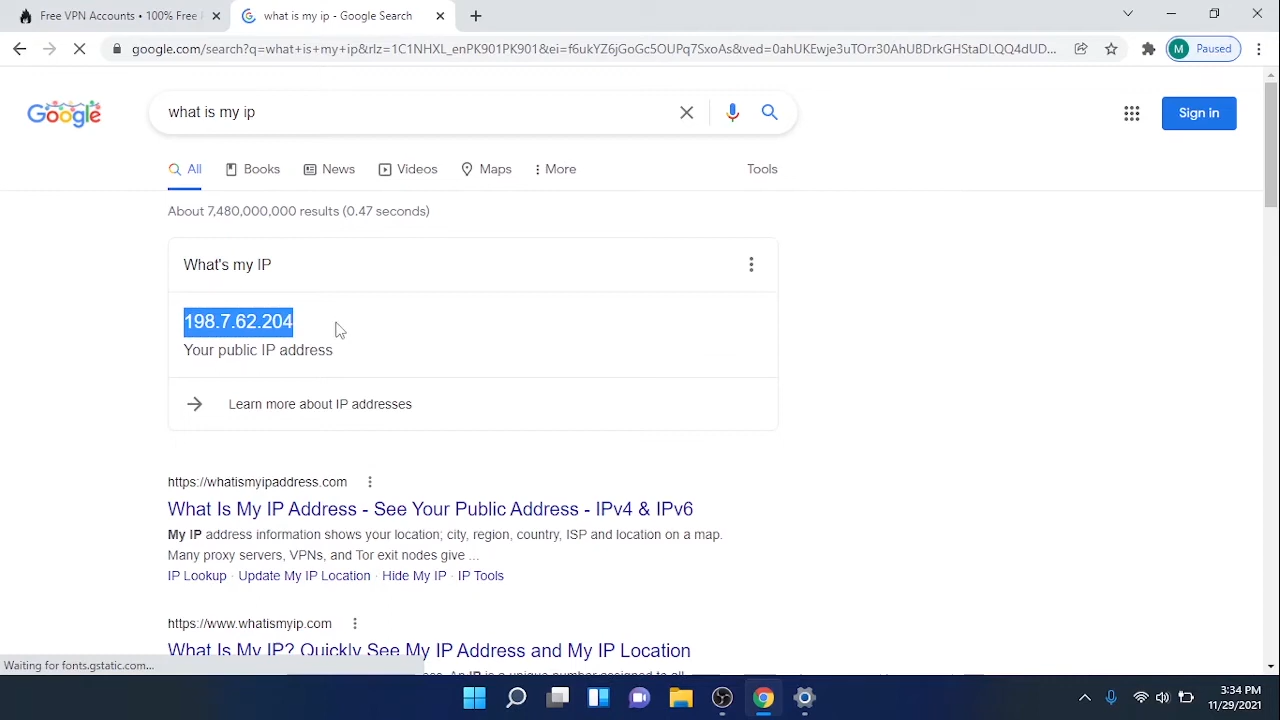 Free VPN Accounts • 100% Free
what is my ip - Google Search
google.com/search?q=what+is+my+ip&rlz=1C1NHXL_enPK901PK901&ei=f6ukYZ6jGoGc5OUPq7SxoAs&ved=0ahUKEwje3uTOrr30AhUBDrkGHStaDLQQ4dUD...
M Paused
Google
what is my ip
Sign in
All
Books
News
Videos
Maps
More
Tools
About 7,480,000,000 results (0.47 seconds)
What's my IP
198.7.62.204
Your public IP address
Learn more about IP addresses
https://whatismyipaddress.com
What Is My IP Address - See Your Public Address - IPv4 & IPv6
My IP address information shows your location; city, region, country, ISP and location on a map.
Many proxy servers, VPNs, and Tor exit nodes give ...
IP Lookup · Update My IP Location · Hide My IP · IP Tools
https://www.whatismyip.com
What Is My IP? Quickly See My IP Address and My IP Location
Waiting for fonts.gstatic.com...
3:34 PM
11/29/2021